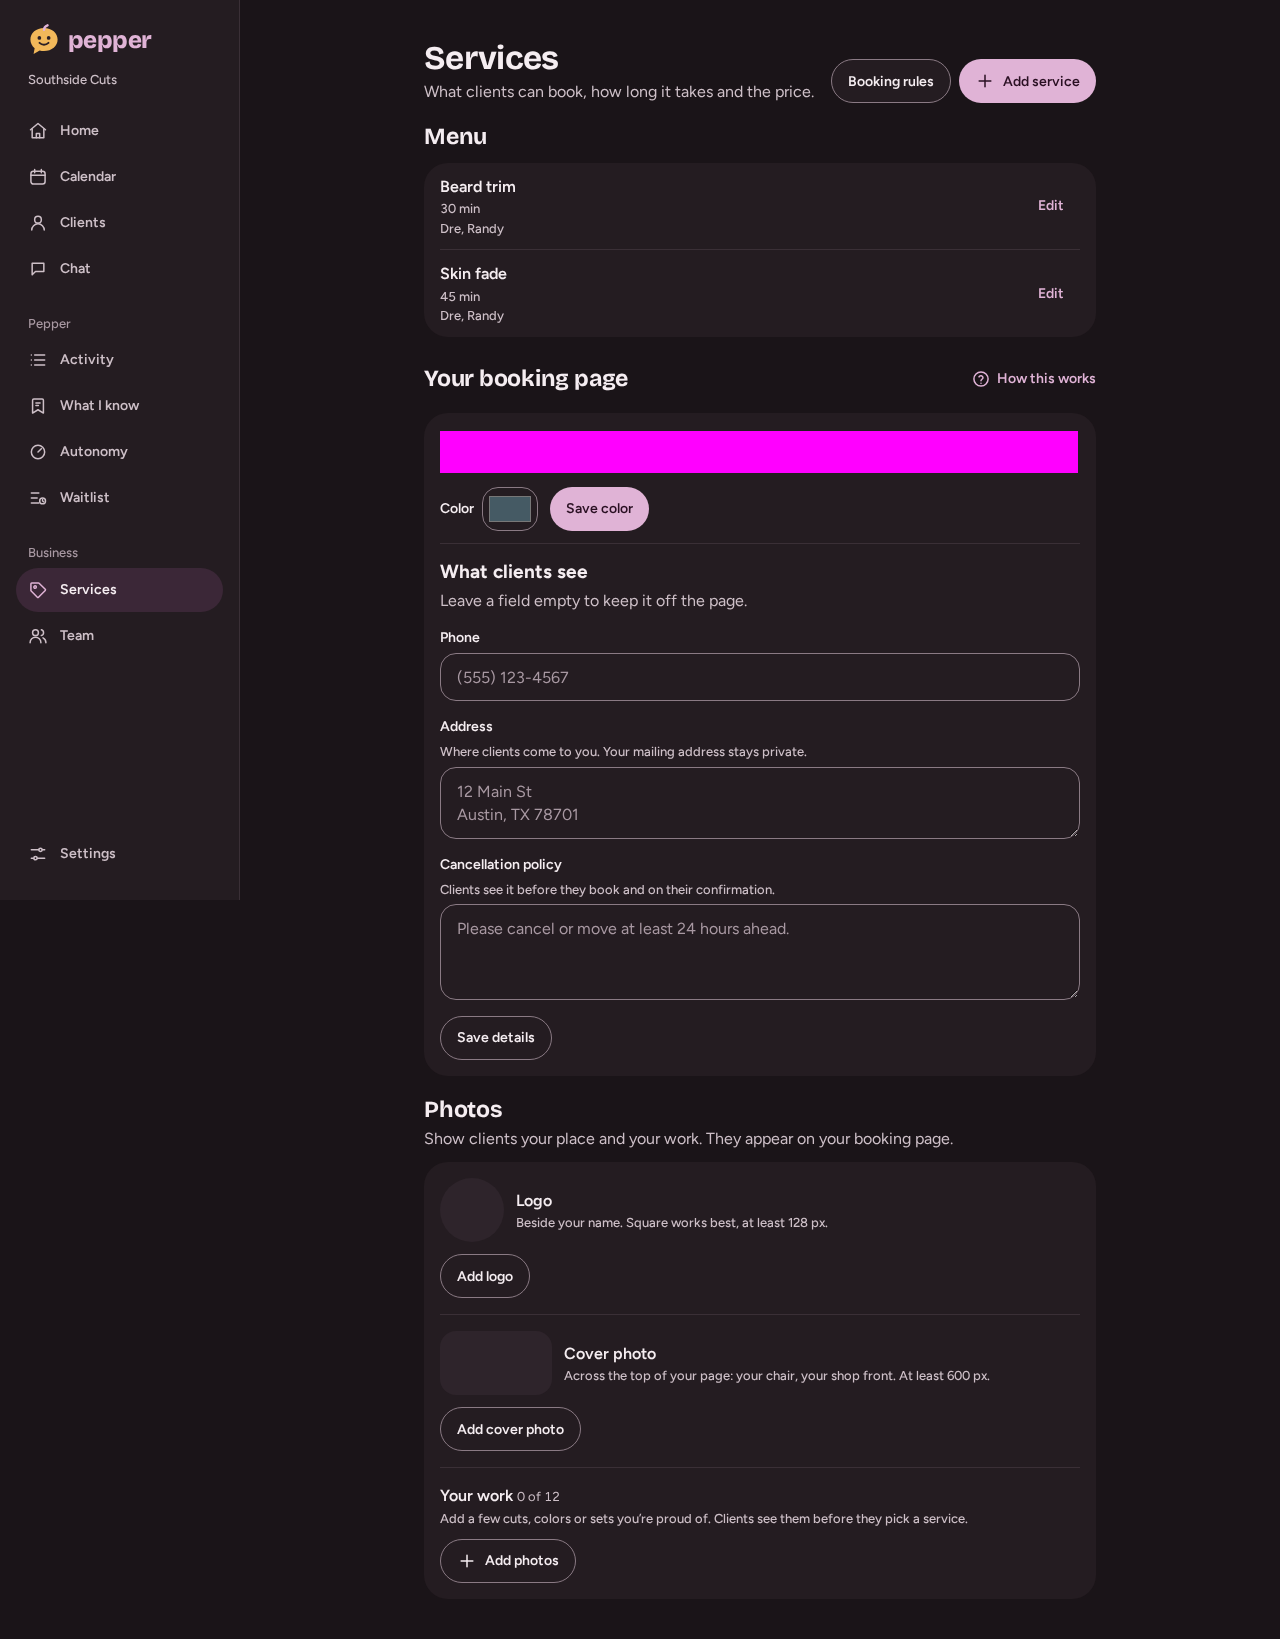 pepper
Southside Cuts
Home
Calendar
Clients
Chat
Pepper
Activity
What I know
Autonomy
Waitlist
Business
Services
Team
Settings
Services
What clients can book, how long it takes and the price.
Booking rules
Add service
Menu
Beard trim
30 min
Dre, Randy
Edit
Skin fade
45 min
Dre, Randy
Edit
Your booking page
How this works
Color
Save color
What clients see
Leave a field empty to keep it off the page.
Phone
(555) 123-4567
Address
Where clients come to you. Your mailing address stays private.
12 Main St
Austin, TX 78701
Cancellation policy
Clients see it before they book and on their confirmation.
Please cancel or move at least 24 hours ahead.
Save details
Photos
Show clients your place and your work. They appear on your booking page.
Logo
Beside your name. Square works best, at least 128 px.
Add logo
Cover photo
Across the top of your page: your chair, your shop front. At least 600 px.
Add cover photo
Your work 0 of 12
Add a few cuts, colors or sets you’re proud of. Clients see them before they pick a service.
Add photos